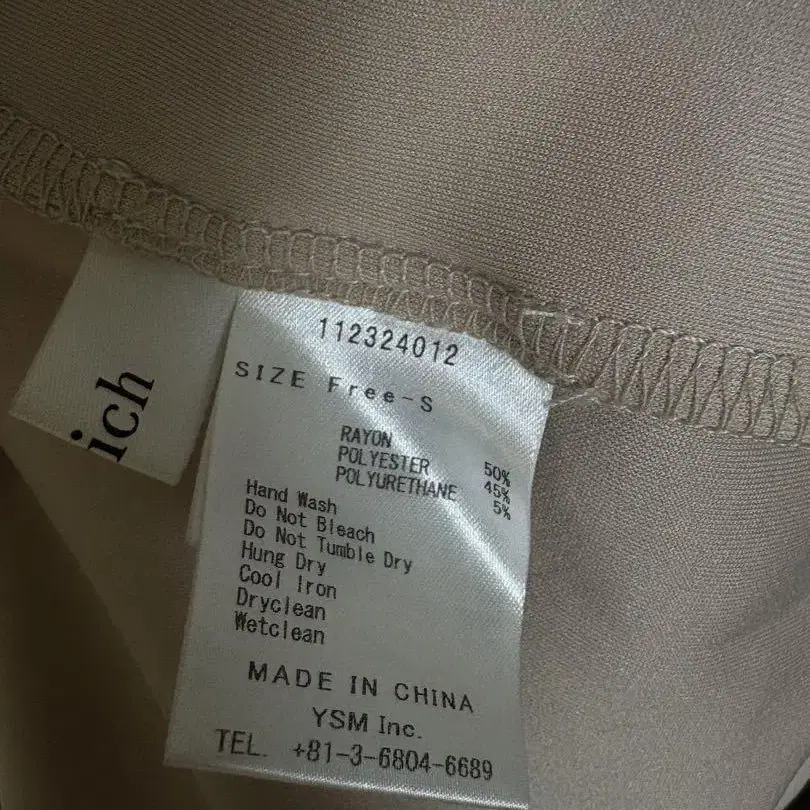 ich
112324012
SIZE Free-S
RAYON 50%
POLYESTER 45%
POLYURETHANE 5%
Hand Wash
Do Not Bleach
Do Not Tumble Dry
Hung Dry
Cool Iron
Dryclean
Wetclean
MADE IN CHINA
YSM Inc.
TEL. +81-3-6804-6689